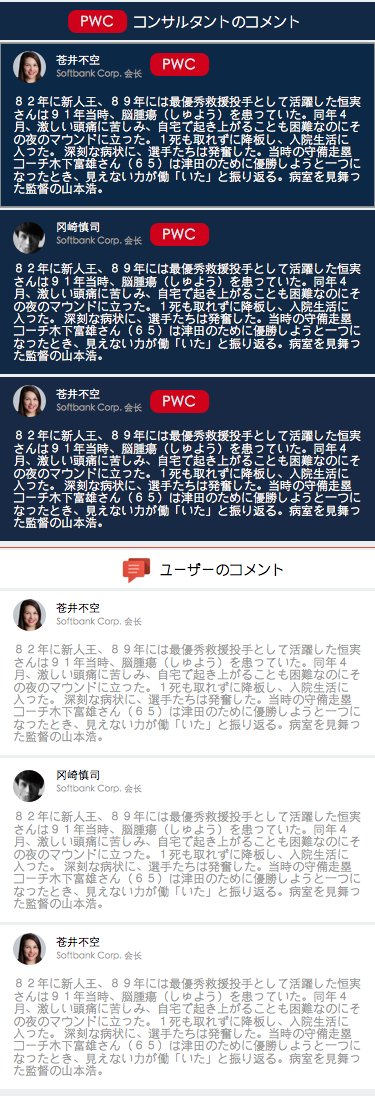 PWC コンサルタントのコメント
苍井不空
Softbank Corp. 会长
PWC
８２年に新人王、８９年には最優秀救援投手として活躍した恒実
さんは９１年当時、脳腫瘍（しゅよう）を患っていた。同年４
月、激しい頭痛に苦しみ、自宅で起き上がることも困難なのにそ
の夜のマウンドに立った。１死も取れずに降板し、入院生活に
入った。 深刻な病状に、選手たちは発奮した。当時の守備走塁
コーチ木下富雄さん（６５）は津田のために優勝しようと一つに
なったとき、見えない力が働「いた」と振り返る。病室を見舞っ
た監督の山本浩。
冈崎慎司
Softbank Corp. 会长
PWC
８２年に新人王、８９年には最優秀救援投手として活躍した恒実
さんは９１年当時、脳腫瘍（しゅよう）を患っていた。同年４
月、激しい頭痛に苦しみ、自宅で起き上がることも困難なのにそ
の夜のマウンドに立った。１死も取れずに降板し、入院生活に
入った。 深刻な病状に、選手たちは発奮した。当時の守備走塁
コーチ木下富雄さん（６５）は津田のために優勝しようと一つに
なったとき、見えない力が働「いた」と振り返る。病室を見舞っ
た監督の山本浩。
苍井不空
Softbank Corp. 会长
PWC
８２年に新人王、８９年には最優秀救援投手として活躍した恒実
さんは９１年当時、脳腫瘍（しゅよう）を患っていた。同年４
月、激しい頭痛に苦しみ、自宅で起き上がることも困難なのにそ
の夜のマウンドに立った。１死も取れずに降板し、入院生活に
入った。 深刻な病状に、選手たちは発奮した。当時の守備走塁
コーチ木下富雄さん（６５）は津田のために優勝しようと一つに
なったとき、見えない力が働「いた」と振り返る。病室を見舞っ
た監督の山本浩。
ユーザーのコメント
苍井不空
Softbank Corp. 会长
８２年に新人王、８９年には最優秀救援投手として活躍した恒実
さんは９１年当時、脳腫瘍（しゅよう）を患っていた。同年４
月、激しい頭痛に苦しみ、自宅で起き上がることも困難なのにそ
の夜のマウンドに立った。１死も取れずに降板し、入院生活に
入った。 深刻な病状に、選手たちは発奮した。当時の守備走塁
コーチ木下富雄さん（６５）は津田のために優勝しようと一つに
なったとき、見えない力が働「いた」と振り返る。病室を見舞っ
た監督の山本浩。
冈崎慎司
Softbank Corp. 会长
８２年に新人王、８９年には最優秀救援投手として活躍した恒実
さんは９１年当時、脳腫瘍（しゅよう）を患っていた。同年４
月、激しい頭痛に苦しみ、自宅で起き上がることも困難なのにそ
の夜のマウンドに立った。１死も取れずに降板し、入院生活に
入った。 深刻な病状に、選手たちは発奮した。当時の守備走塁
コーチ木下富雄さん（６５）は津田のために優勝しようと一つに
なったとき、見えない力が働「いた」と振り返る。病室を見舞っ
た監督の山本浩。
苍井不空
Softbank Corp. 会长
８２年に新人王、８９年には最優秀救援投手として活躍した恒実
さんは９１年当時、脳腫瘍（しゅよう）を患っていた。同年４
月、激しい頭痛に苦しみ、自宅で起き上がることも困難なのにそ
の夜のマウンドに立った。１死も取れずに降板し、入院生活に
入った。 深刻な病状に、選手たちは発奮した。当時の守備走塁
コーチ木下富雄さん（６５）は津田のために優勝しようと一つに
なったとき、見えない力が働「いた」と振り返る。病室を見舞っ
た監督の山本浩。